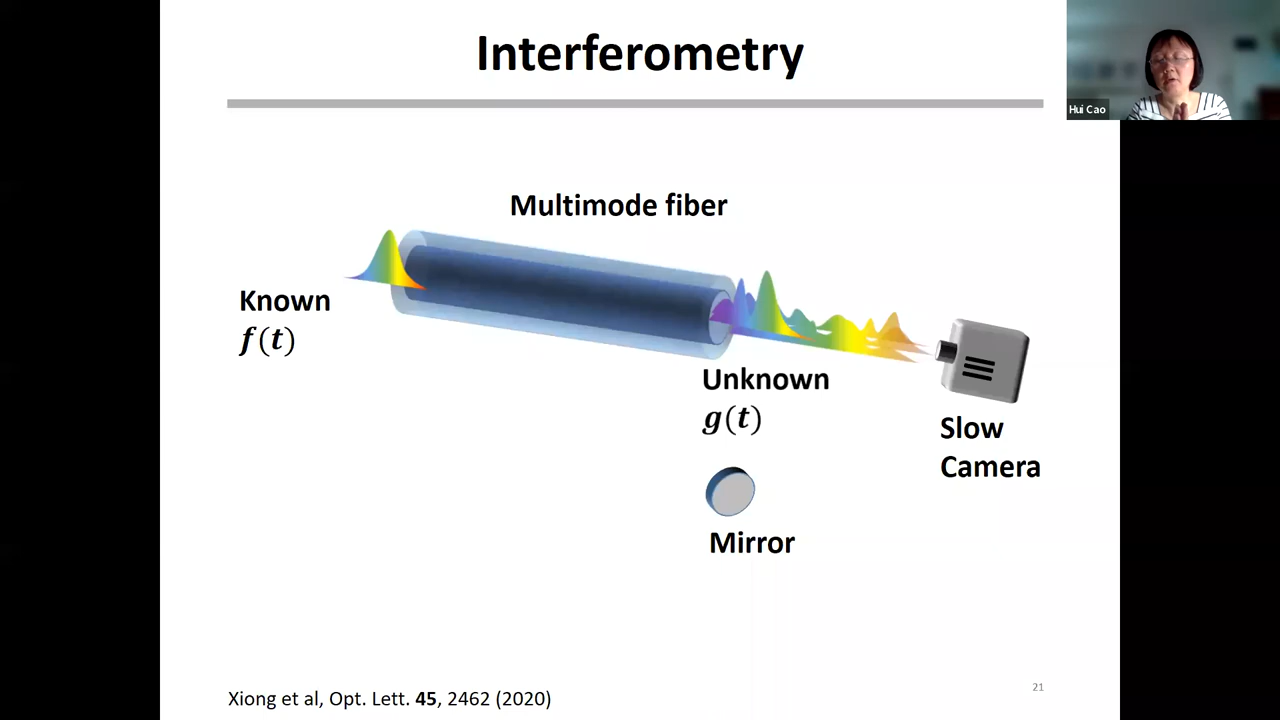 Interferometry
Hui Cao
Multimode fiber
Known
f(t)
Unknown
g(t)
Slow
Camera
Mirror
Xiong et al, Opt. Lett. 45, 2462 (2020)
21